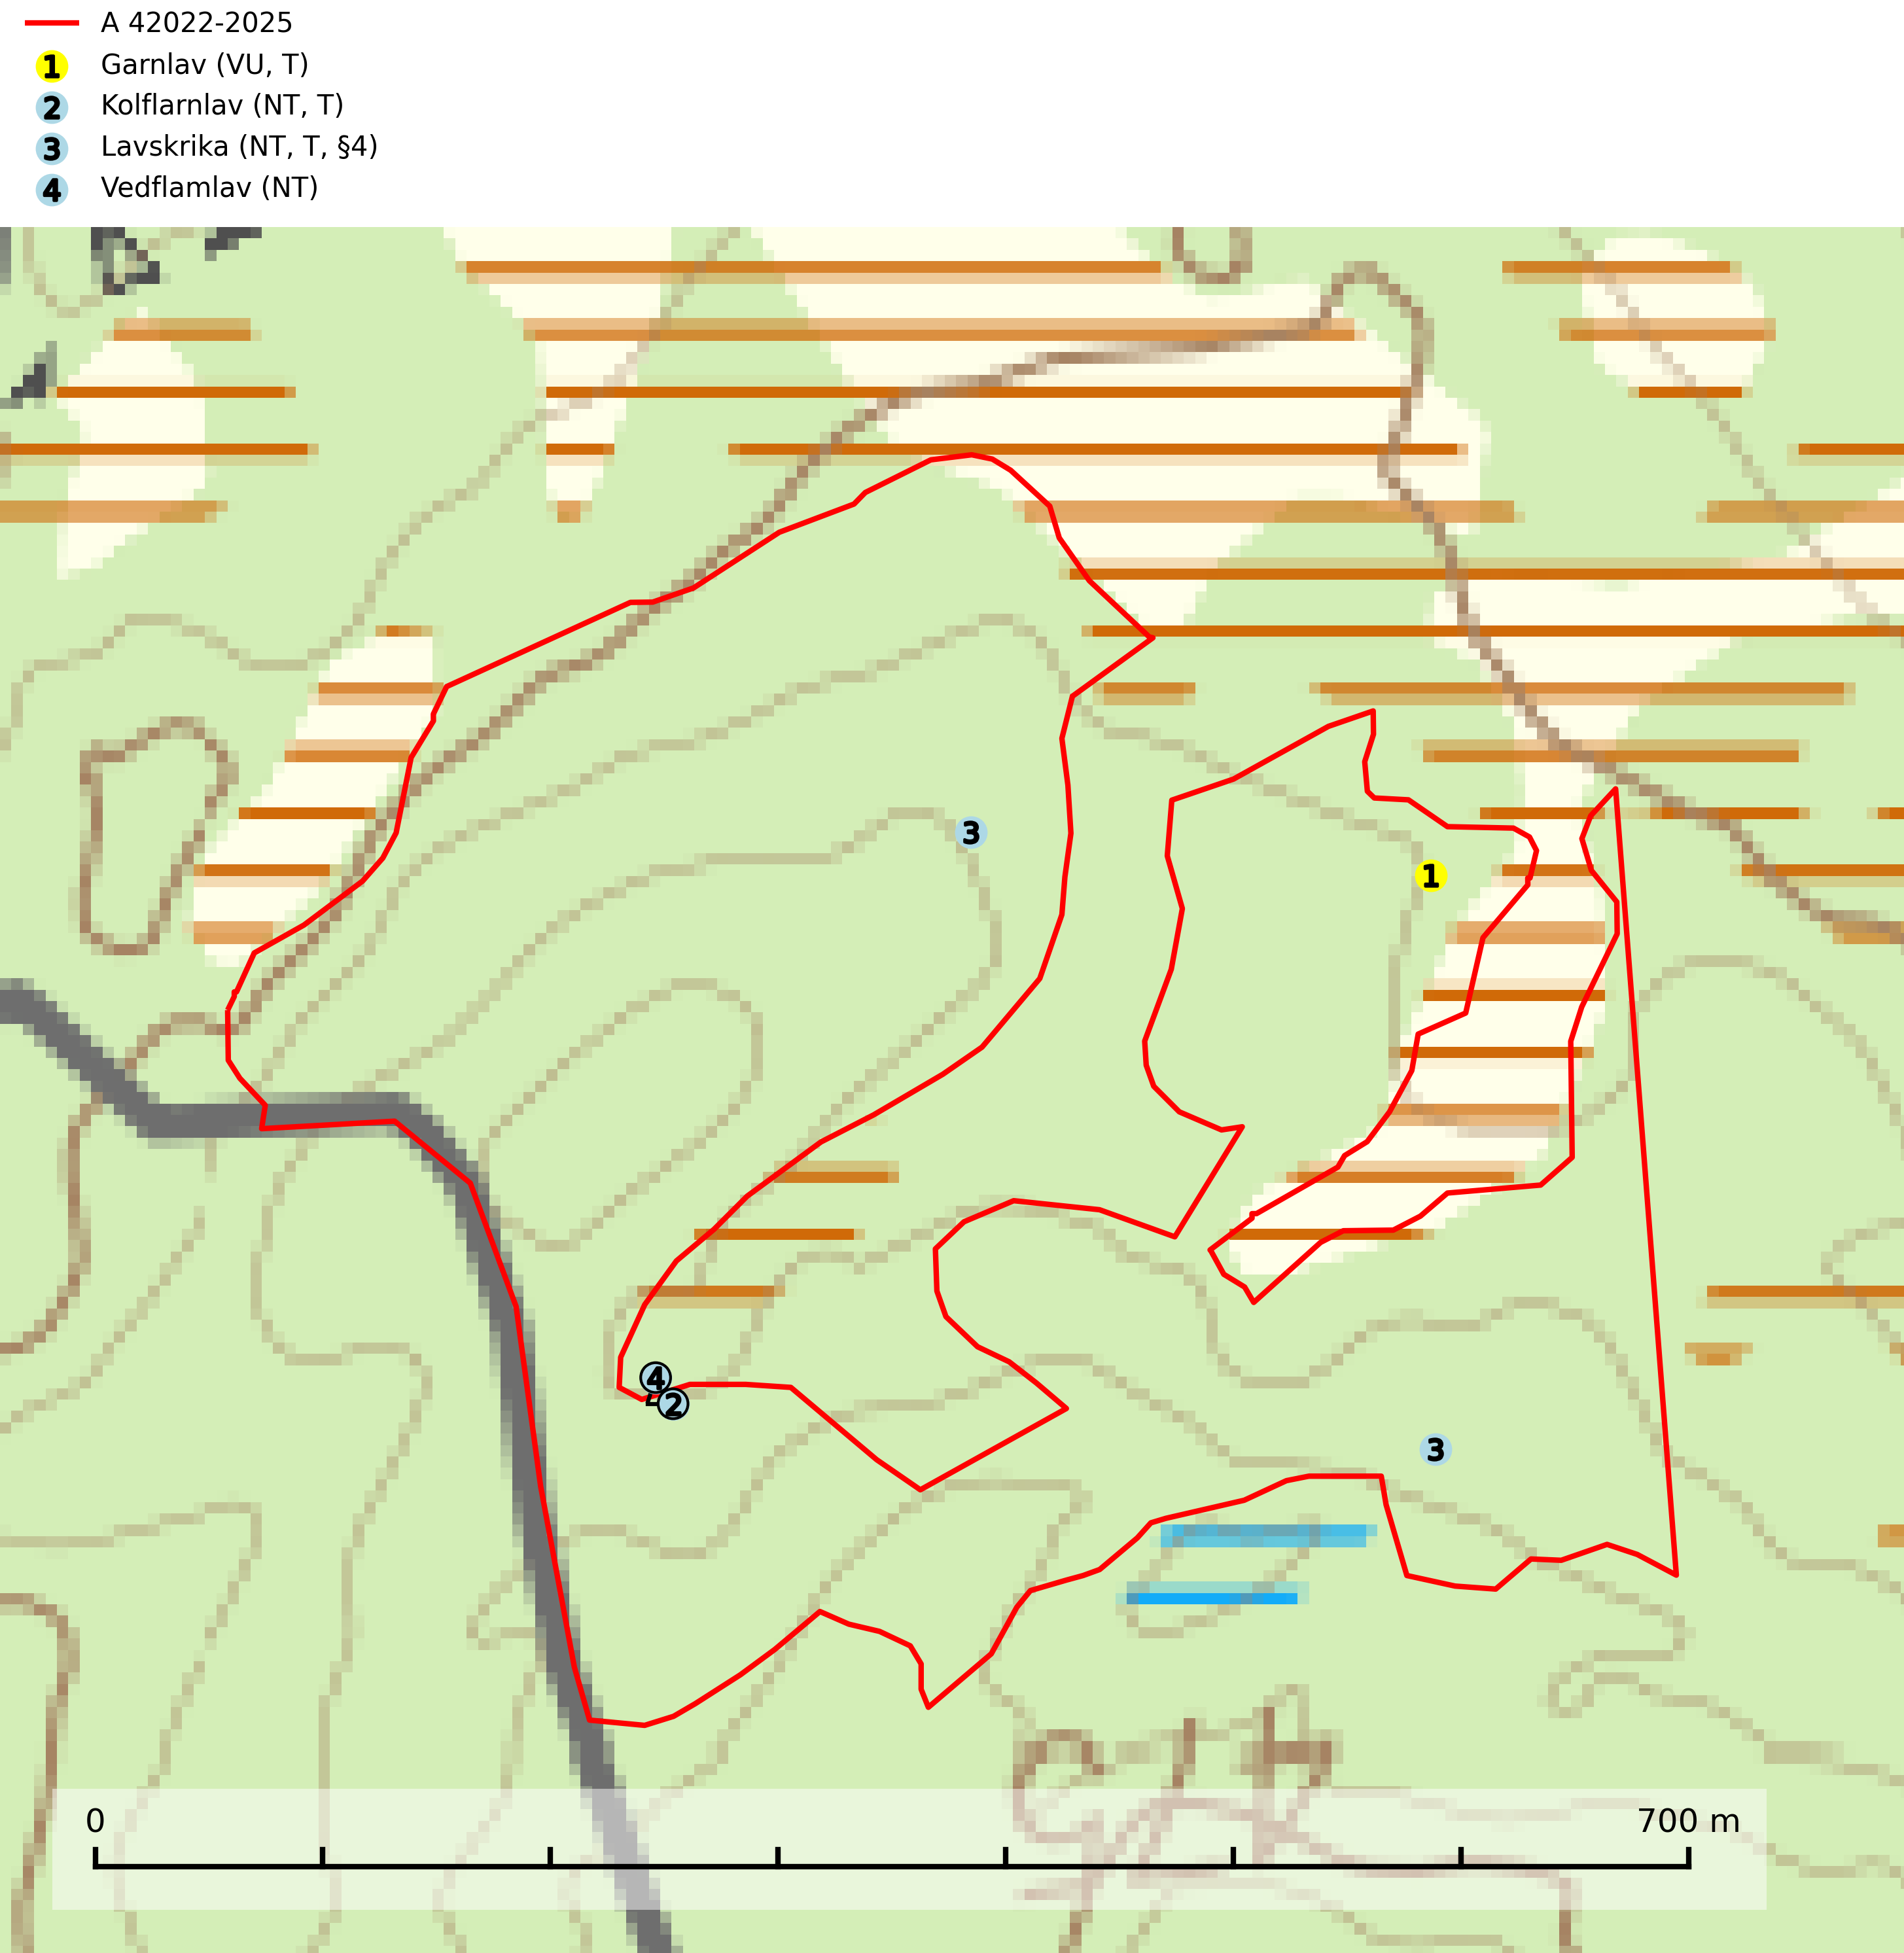 A 42022-2025
1 Garnlav (VU, T)
2 Kolflarnlav (NT, T)
3 Lavskrika (NT, T, §4)
4 Vedflamlav (NT)
3
1
4
2
3
0 700 m